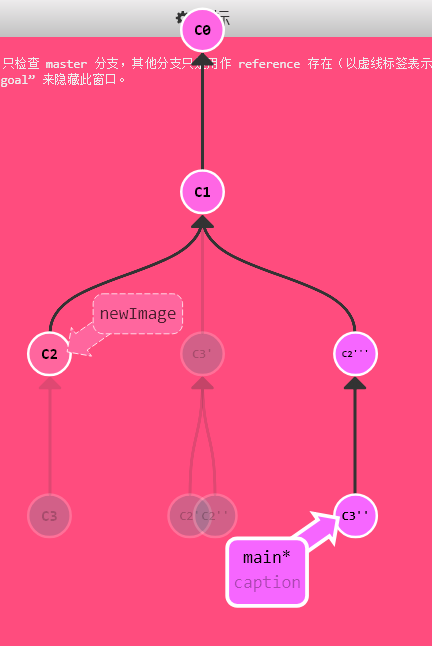 C0
只检查 master 分支，其他分支只是用作 reference 存在（以虚线标签表示
goal” 来隐藏此窗口。
C1
newImage
C2
C3'
C2'''
C3
C2'
C2''
C3''
main*
caption